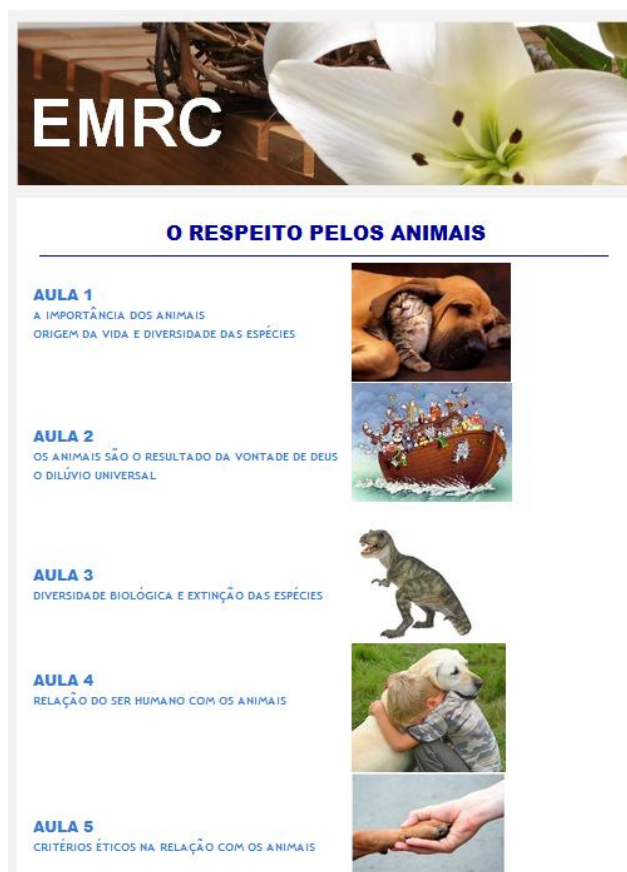 EMRC
O RESPEITO PELOS ANIMAIS
AULA 1
A IMPORTÂNCIA DOS ANIMAIS
ORIGEM DA VIDA E DIVERSIDADE DAS ESPÉCIES
AULA 2
OS ANIMAIS SÃO O RESULTADO DA VONTADE DE DEUS
O DILÚVIO UNIVERSAL
AULA 3
DIVERSIDADE BIOLÓGICA E EXTINÇÃO DAS ESPÉCIES
AULA 4
RELAÇÃO DO SER HUMANO COM OS ANIMAIS
AULA 5
CRITÉRIOS ÉTICOS NA RELAÇÃO COM OS ANIMAIS